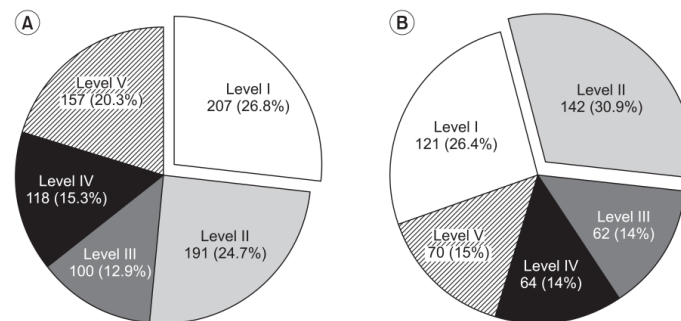 A
Level I
207 (26.8%)
Level II
191 (24.7%)
Level III
100 (12.9%)
Level IV
118 (15.3%)
Level V
157 (20.3%)
B
Level II
142 (30.9%)
Level III
62 (14%)
Level IV
64 (14%)
Level V
70 (15%)
Level I
121 (26.4%)